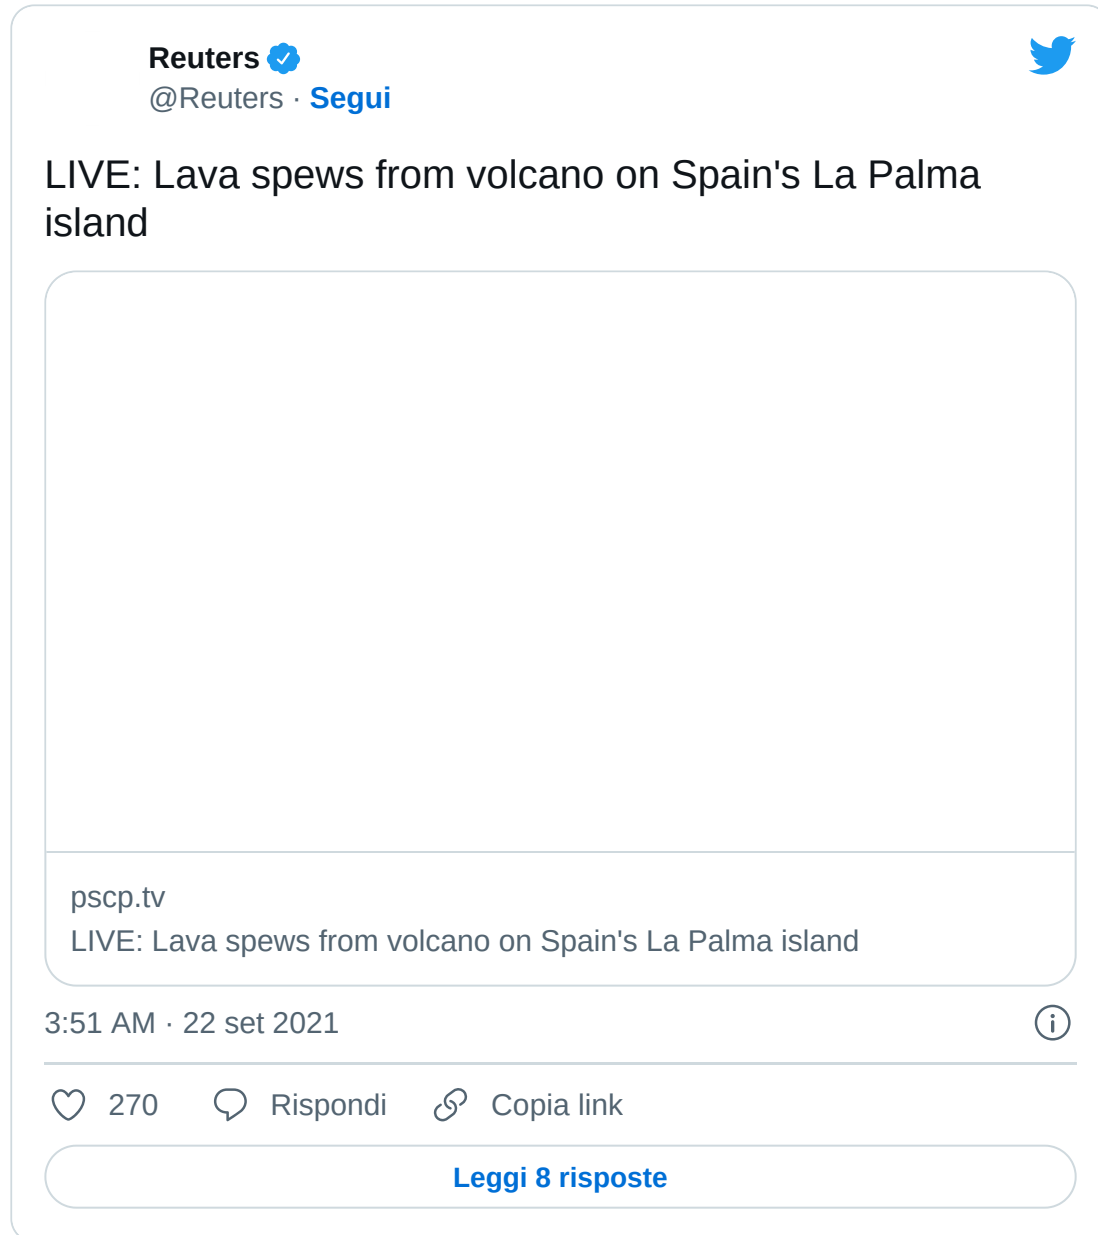 Reuters
@Reuters · Segui
LIVE: Lava spews from volcano on Spain's La Palma
island
pscp.tv
LIVE: Lava spews from volcano on Spain's La Palma island
3:51 AM · 22 set 2021
270 Rispondi Copia link
Leggi 8 risposte